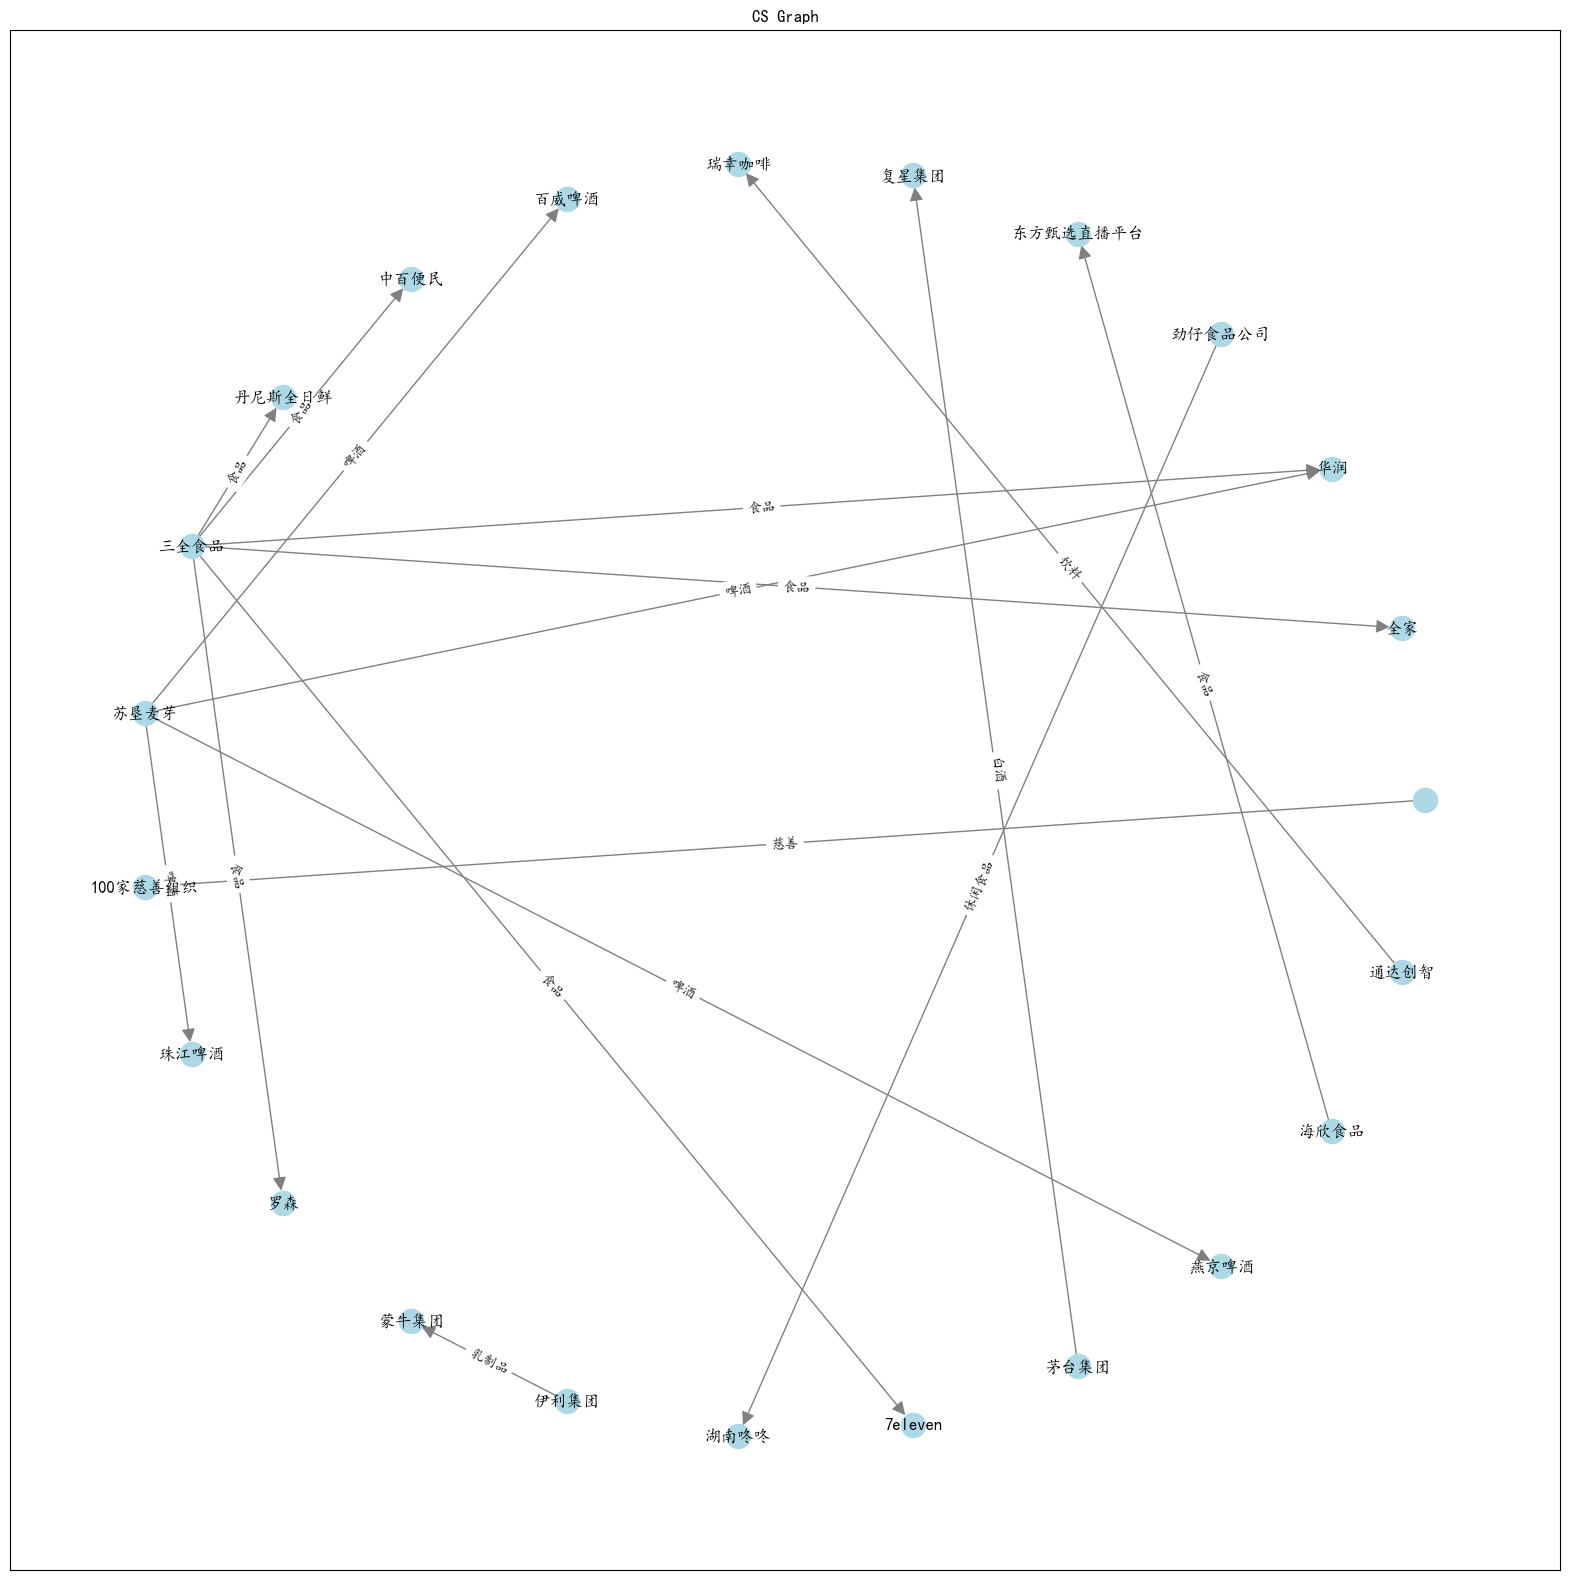 CS Graph
瑞幸咖啡
复星集团
百威啤酒
东方甄选直播平台
中百便民
劲仔食品公司
丹尼斯全日鲜
食品
啤酒
华润
食品
食品
三全食品
饮料
食品
啤酒
全家
食品
苏垦麦芽
白酒
慈善
食品
休闲食品
100家慈善组织
通达创智
食品
啤酒
珠江啤酒
海欣食品
罗森
燕京啤酒
蒙牛集团
乳制品
茅台集团
伊利集团
7eleven
湖南咚咚